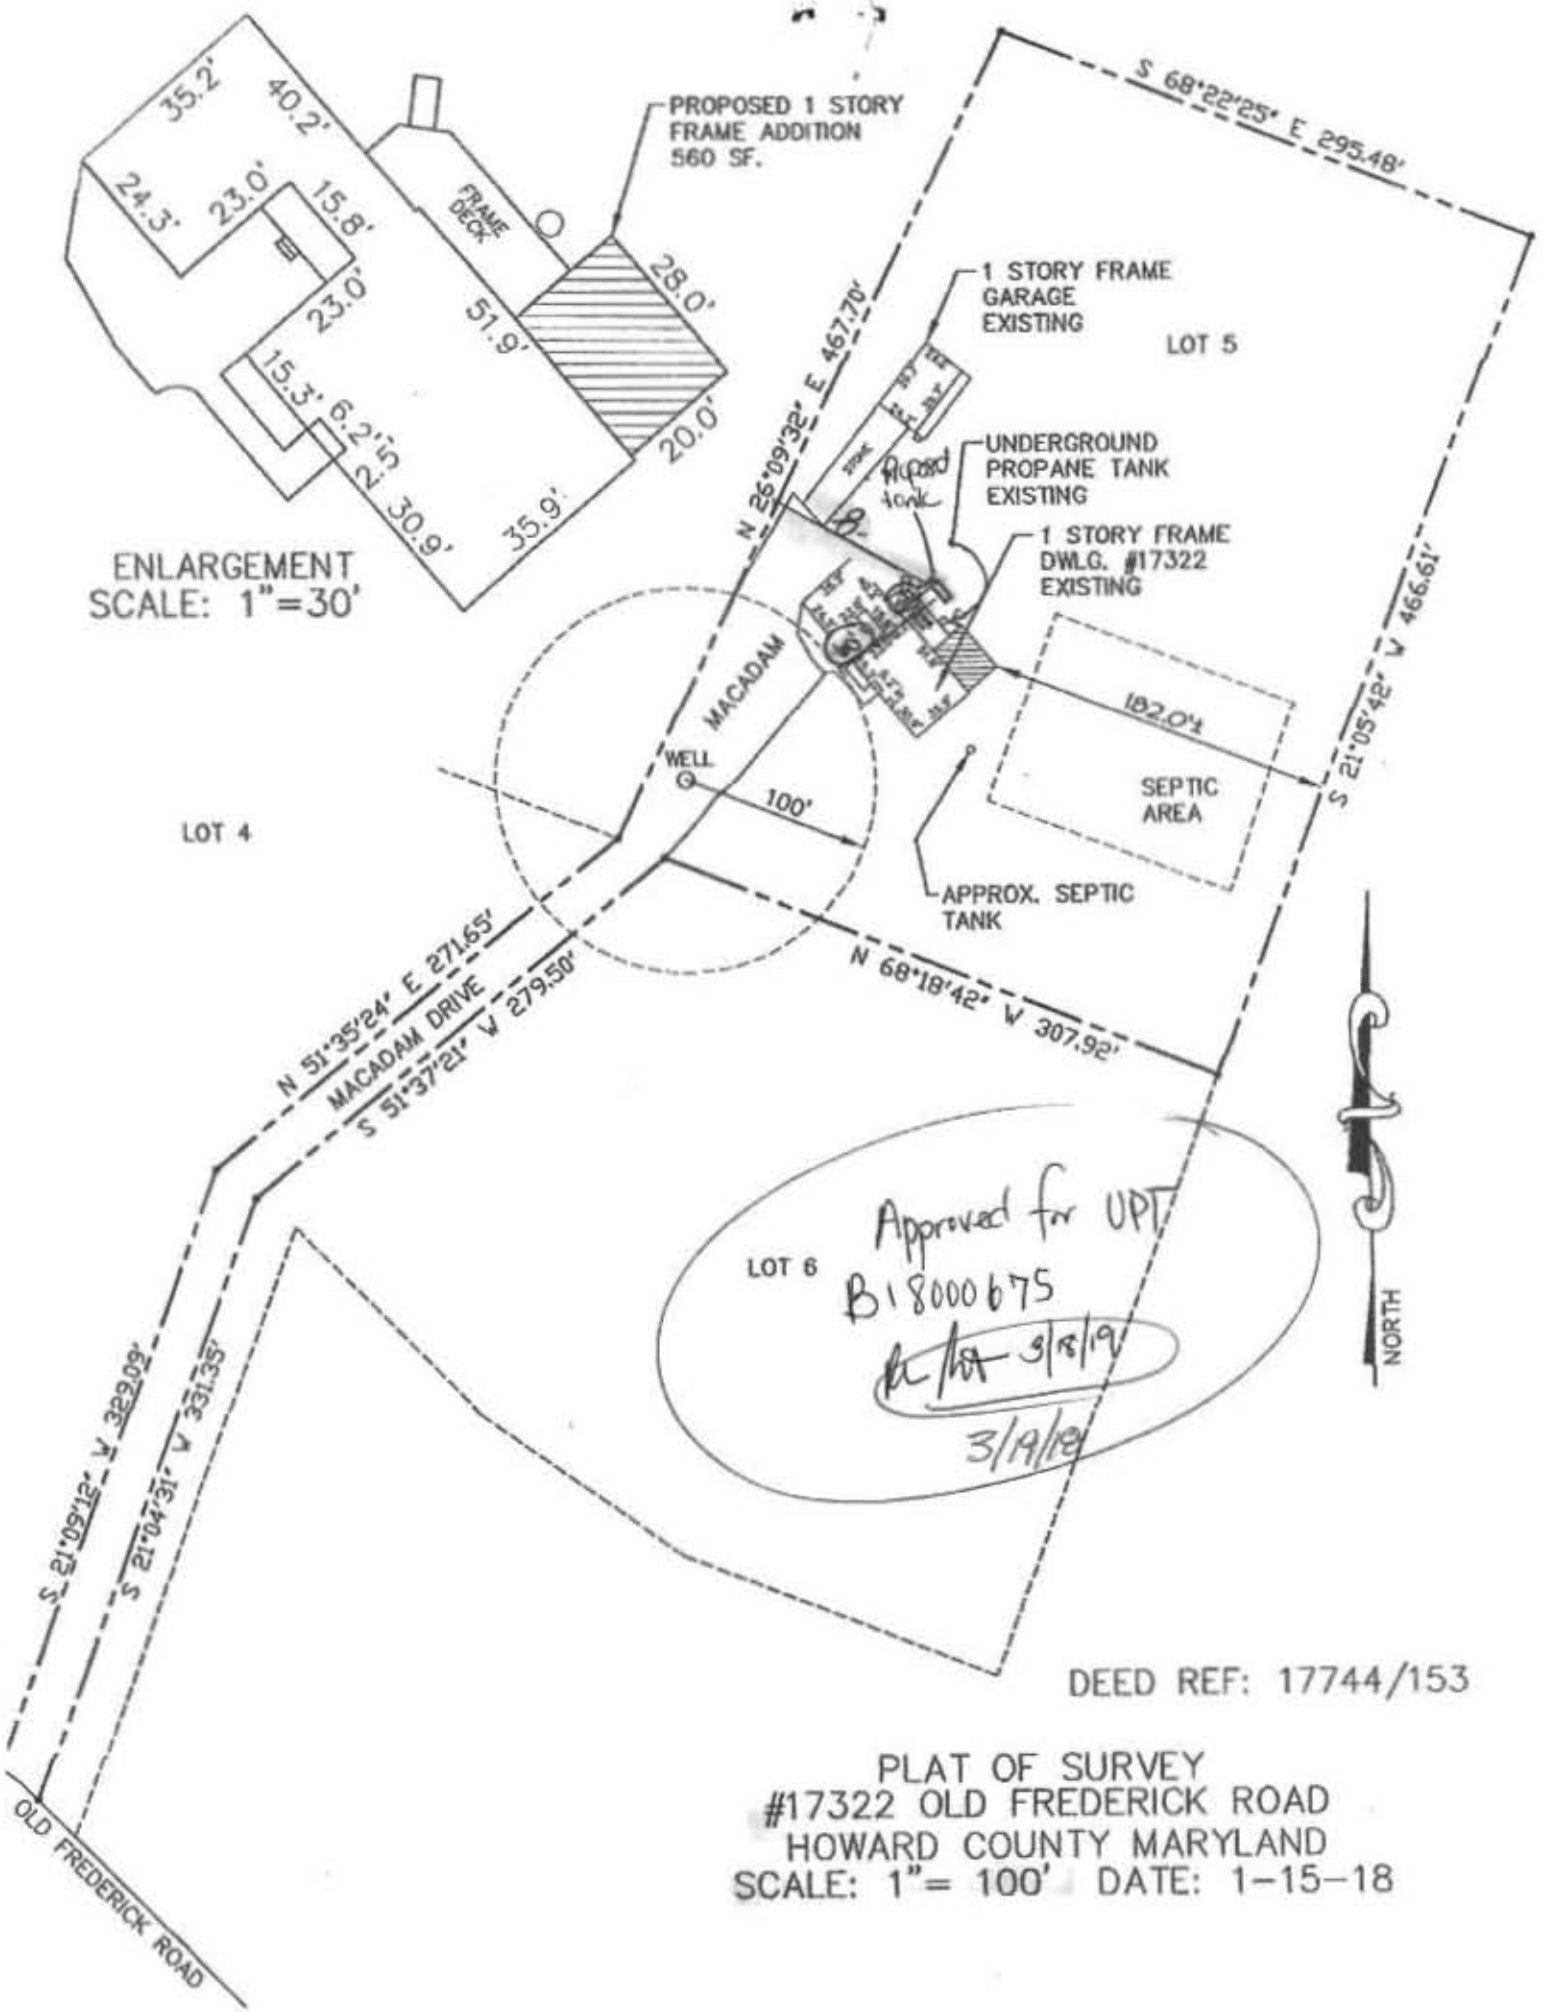 35.2'
40.2'
24.3'
23.0'
15.8'
23.0'
FRAME
DECK
51.9'
28.0'
20.0'
15.3'
6.2'
2.5'
30.9'
35.9'
PROPOSED 1 STORY
FRAME ADDITION
560 SF.
ENLARGEMENT
SCALE: 1"=30'
S 68°22'25" E 295.48'
N 26°09'32" E 467.70'
1 STORY FRAME
GARAGE
EXISTING
LOT 5
STONE
Proposed
tank
UNDERGROUND
PROPANE TANK
EXISTING
1 STORY FRAME
DWLG. #17322
EXISTING
S 21°05'42" W 466.61'
182.0'±
SEPTIC
AREA
MACADAM
WELL
100'
LOT 4
APPROX. SEPTIC
TANK
N 68°18'42" W 307.92'
N 51°35'24" E 271.65'
MACADAM DRIVE
S 51°37'21" W 279.50'
NORTH
Approved for UPT
LOT 6
B18000675
3/18/19
3/19/18
S 21°09'12" W 329.09'
S 21°04'31" W 331.35'
OLD FREDERICK ROAD
DEED REF: 17744/153
PLAT OF SURVEY
#17322 OLD FREDERICK ROAD
HOWARD COUNTY MARYLAND
SCALE: 1"= 100' DATE: 1-15-18